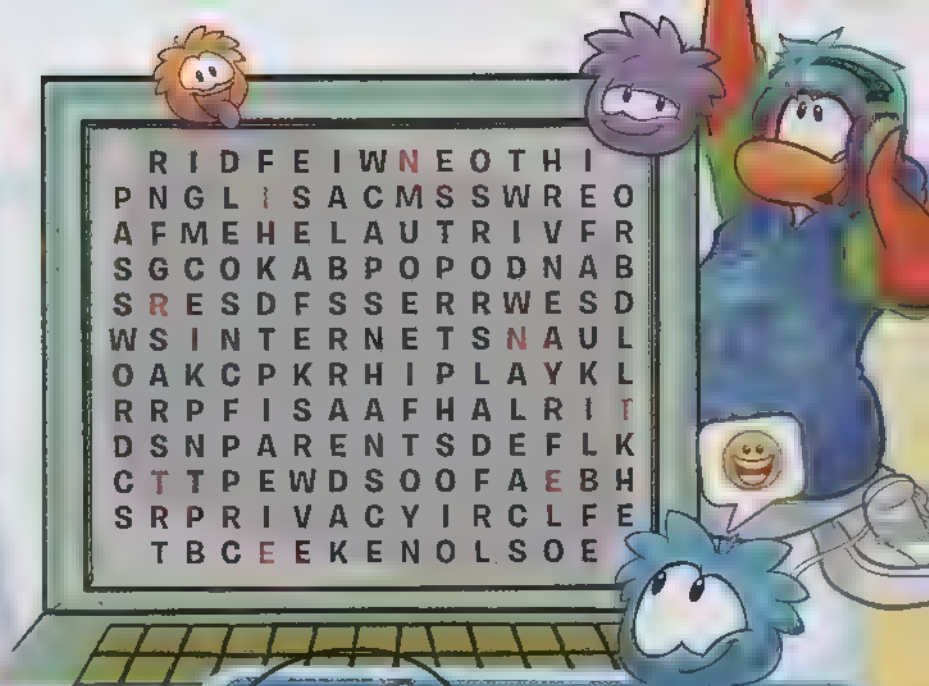 R I D F E I W N E O T H I
P N G L I S A C M S S W R E O
A F M E H E L A U T R I V F R
S G C O K A B P O P O D N A B
S R E S D F S S E R R W E S D
W S I N T E R N E T S N A U L
O A K C P K R H I P L A Y K L
R R P F I S A A F H A L R I T
D S N P A R E N T S D E F L K
C T T P E W D S O O F A E B H
S R P R I V A C Y I R C L F E
T B C E E K E N O L S O E